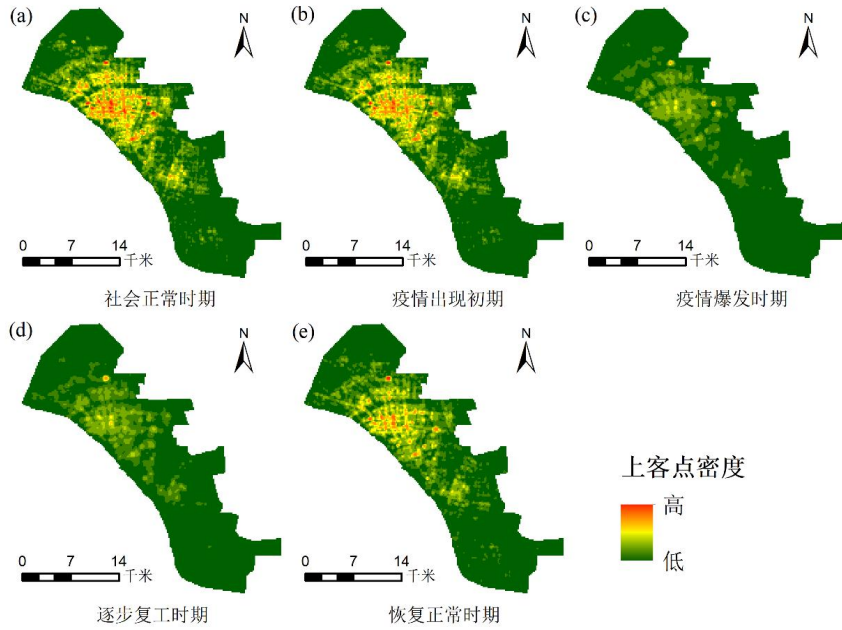 (a)
N
0 7 14
千米
社会正常时期
(b)
N
0 7 14
千米
疫情出现初期
(c)
N
0 7 14
千米
疫情爆发时期
(d)
N
0 7 14
千米
逐步复工时期
(e)
N
0 7 14
千米
恢复正常时期
上客点密度
高
低